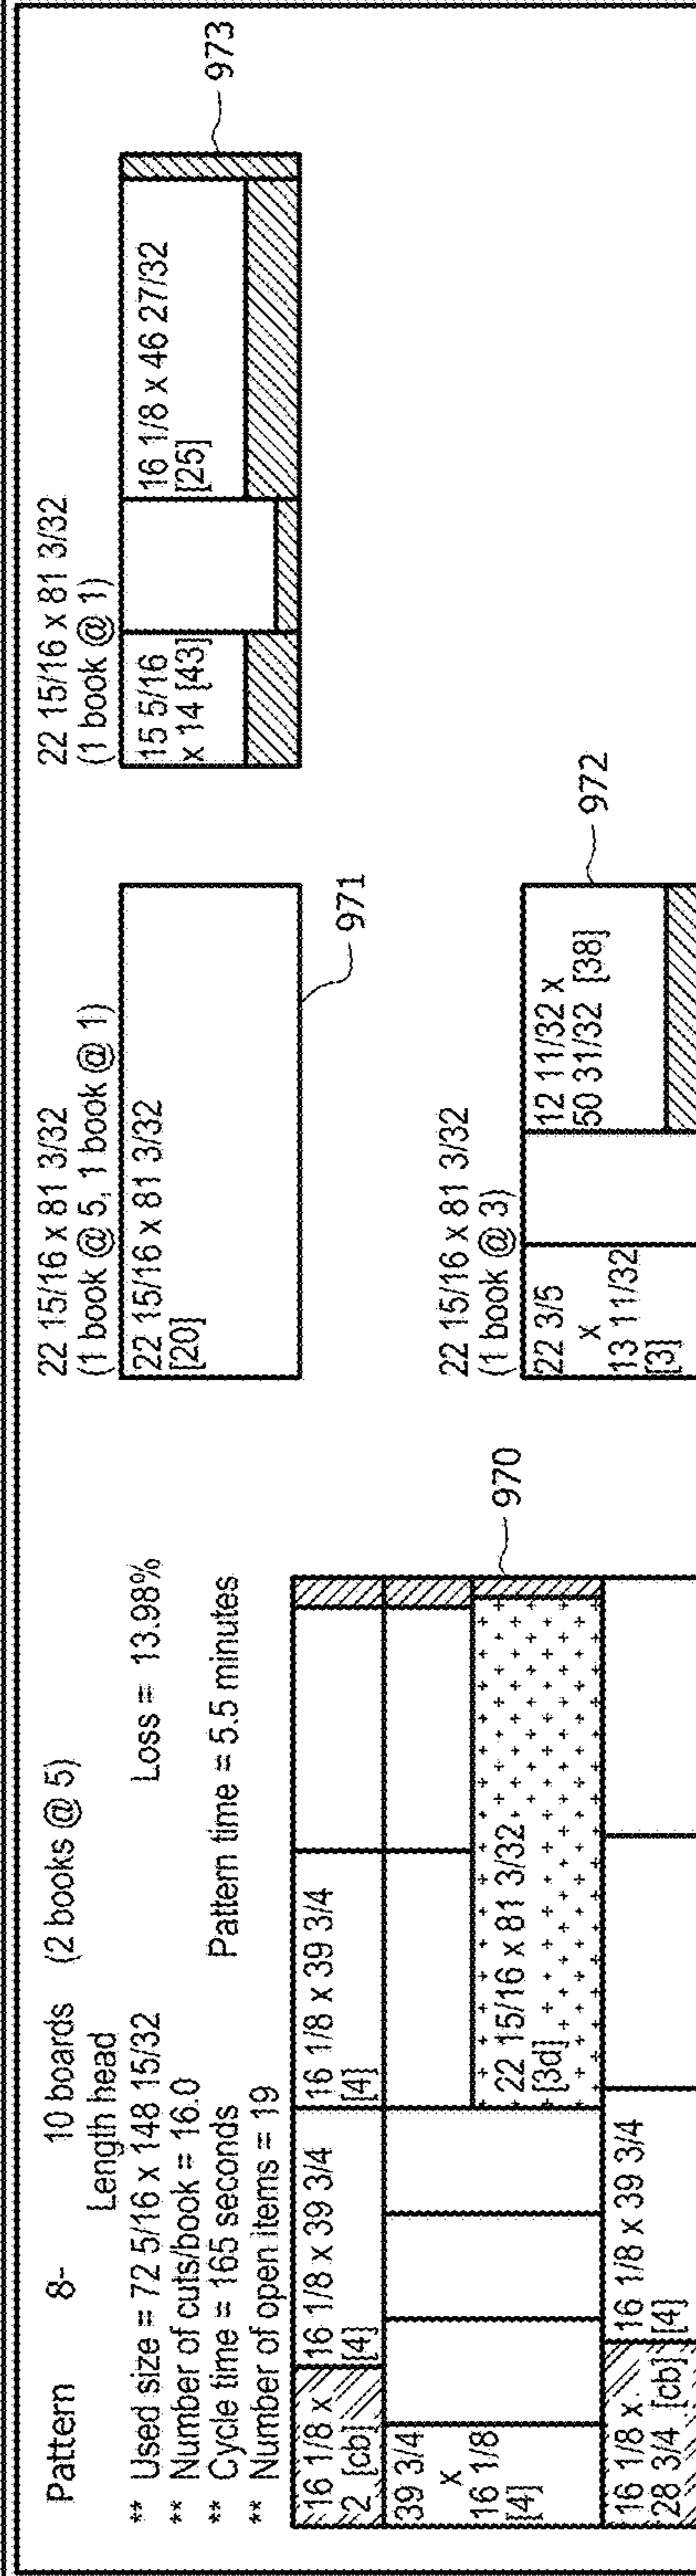 Pattern 8- 10 boards (2 books @ 5)
Length head
** Used size = 72 5/16 x 148 15/32 Loss = 13.98%
** Number of cuts/book = 16.0
** Cycle time = 165 seconds Pattern time = 5.5 minutes
** Number of open items = 19
16 1/8 x
2 [cb]
16 1/8 x 39 3/4
[4]
16 1/8 x 39 3/4
[4]
39 3/4
x
16 1/8
[4]
22 15/16 x 81 3/32
[3d]
16 1/8 x
28 3/4 [cb]
16 1/8 x 39 3/4
[4]
970
22 15/16 x 81 3/32
(1 book @ 5, 1 book @ 1)
22 15/16 x 81 3/32
[20]
971
22 15/16 x 81 3/32
(1 book @ 3)
22 3/5
x
13 11/32
[3]
12 11/32 x
50 31/32 [38]
972
22 15/16 x 81 3/32
(1 book @ 1)
15 5/16
x 14 [43]
16 1/8 x 46 27/32
[25]
973